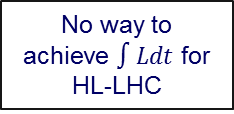 No way to
achieve ∫ 𝐿𝑑𝑡 for
HL-LHC